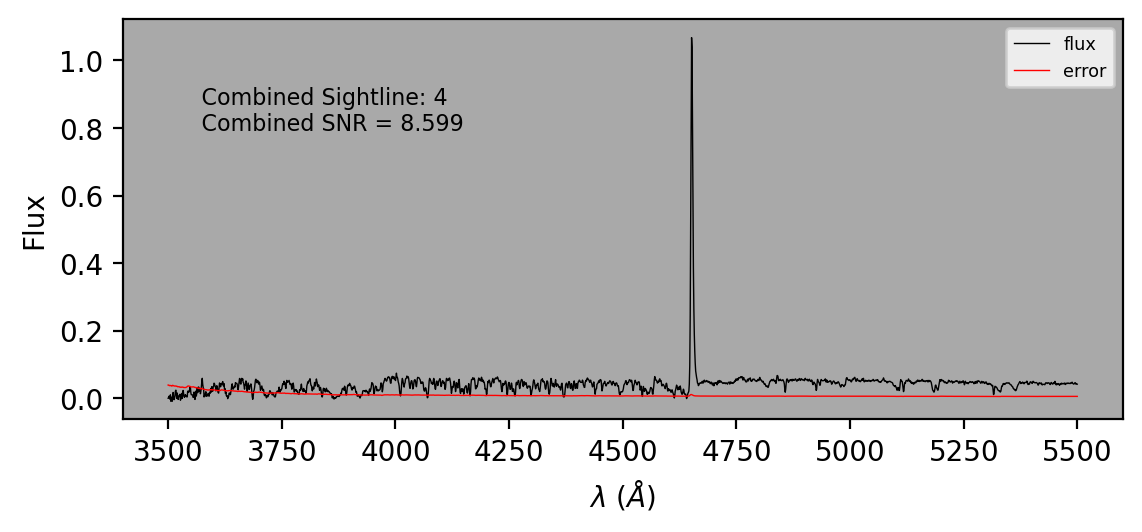 flux
error
Combined Sightline: 4
Combined SNR = 8.599
Flux
1.0
0.8
0.6
0.4
0.2
0.0
3500 3750 4000 4250 4500 4750 5000 5250 5500
λ (Å)